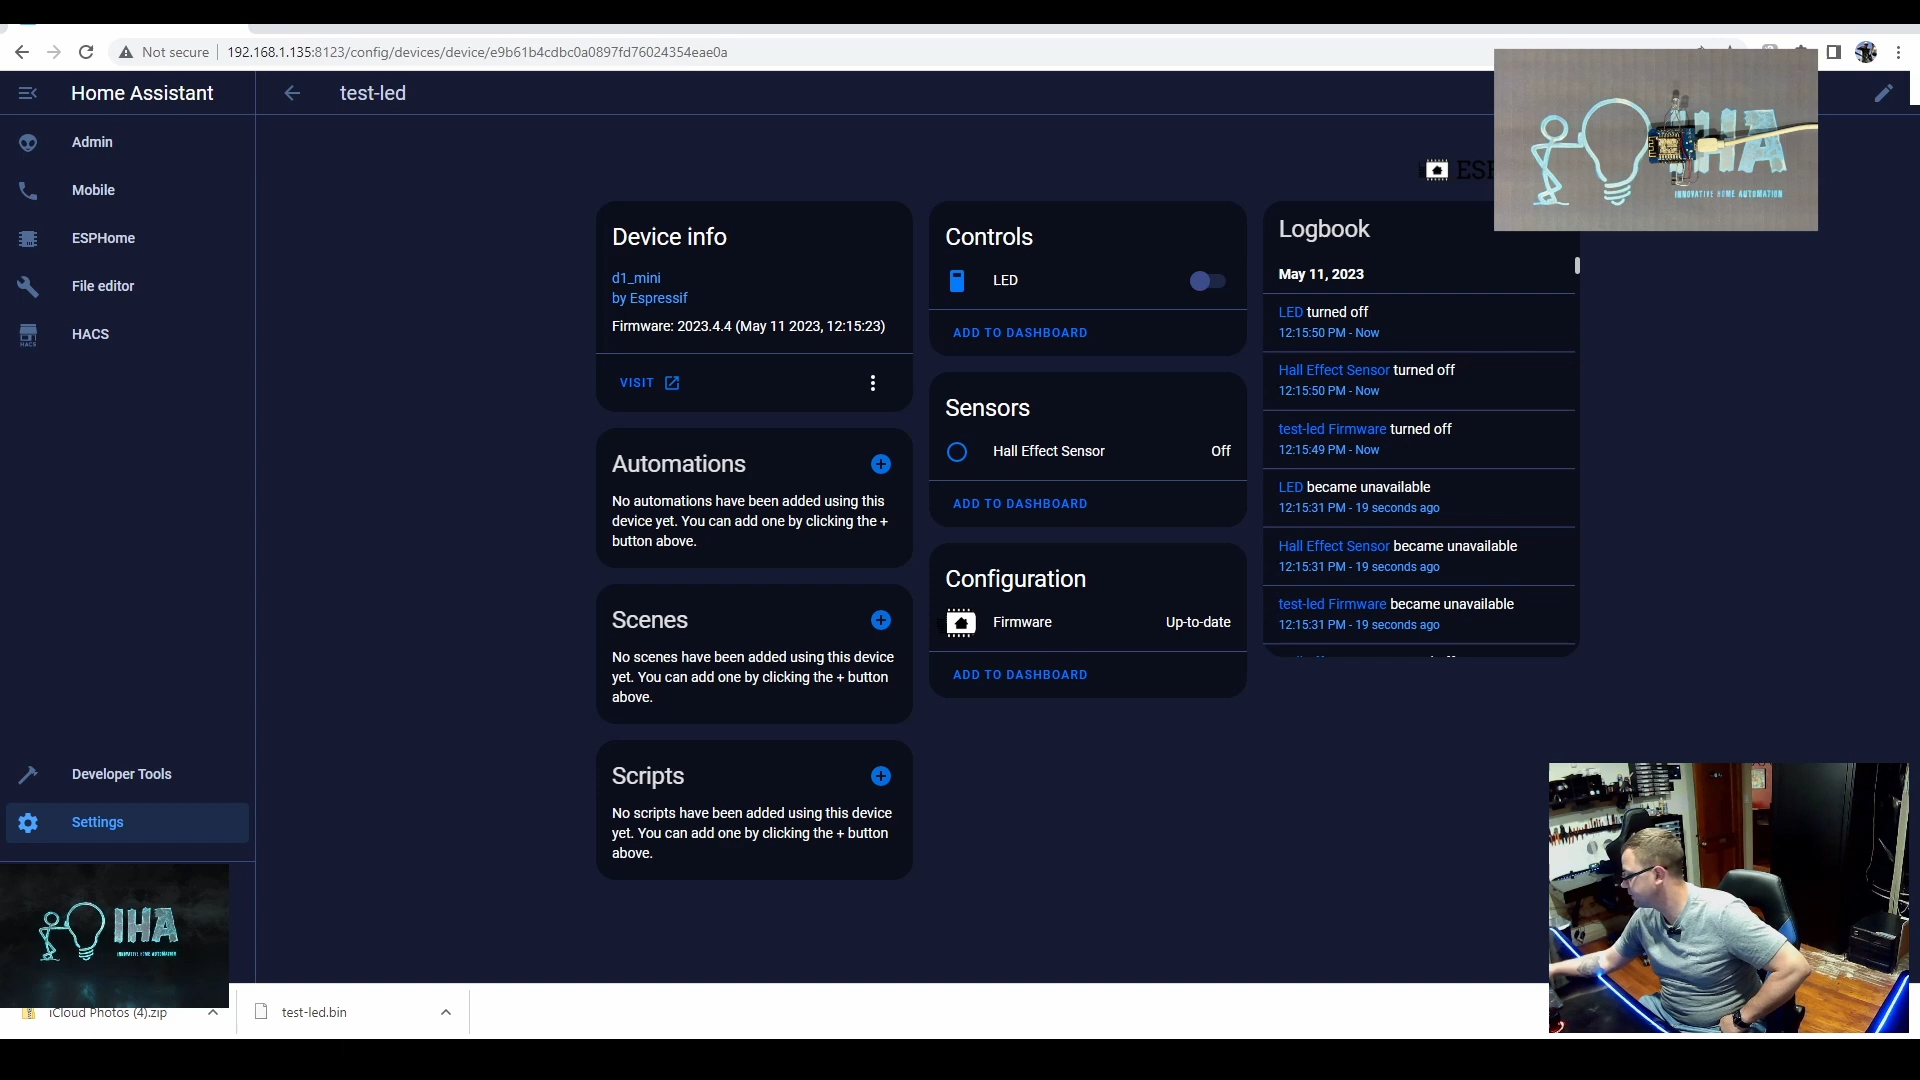 Not secure
192.168.1.135:8123/config/devices/device/e9b61b4cdbc0a0897fd76024354eae0a
Home Assistant
test-led
Admin
Mobile
ESPHome
File editor
HACS
HACS
Developer Tools
Settings
Device info
d1_mini
by Espressif
Firmware: 2023.4.4 (May 11 2023, 12:15:23)
VISIT
Automations
No automations have been added using this
device yet. You can add one by clicking the +
button above.
Scenes
No scenes have been added using this device
yet. You can add one by clicking the + button
above.
Scripts
No scripts have been added using this device
yet. You can add one by clicking the + button
above.
Controls
LED
ADD TO DASHBOARD
Sensors
Hall Effect Sensor Off
ADD TO DASHBOARD
Configuration
Firmware Up-to-date
ADD TO DASHBOARD
Logbook
May 11, 2023
LED turned off
12:15:50 PM - Now
Hall Effect Sensor turned off
12:15:50 PM - Now
test-led Firmware turned off
12:15:49 PM - Now
LED became unavailable
12:15:31 PM - 19 seconds ago
Hall Effect Sensor became unavailable
12:15:31 PM - 19 seconds ago
test-led Firmware became unavailable
12:15:31 PM - 19 seconds ago
IHA
INNOVATIVE HOME AUTOMATION
IHA
INNOVATIVE HOME AUTOMATION
iCloud Photos (4).zip
test-led.bin